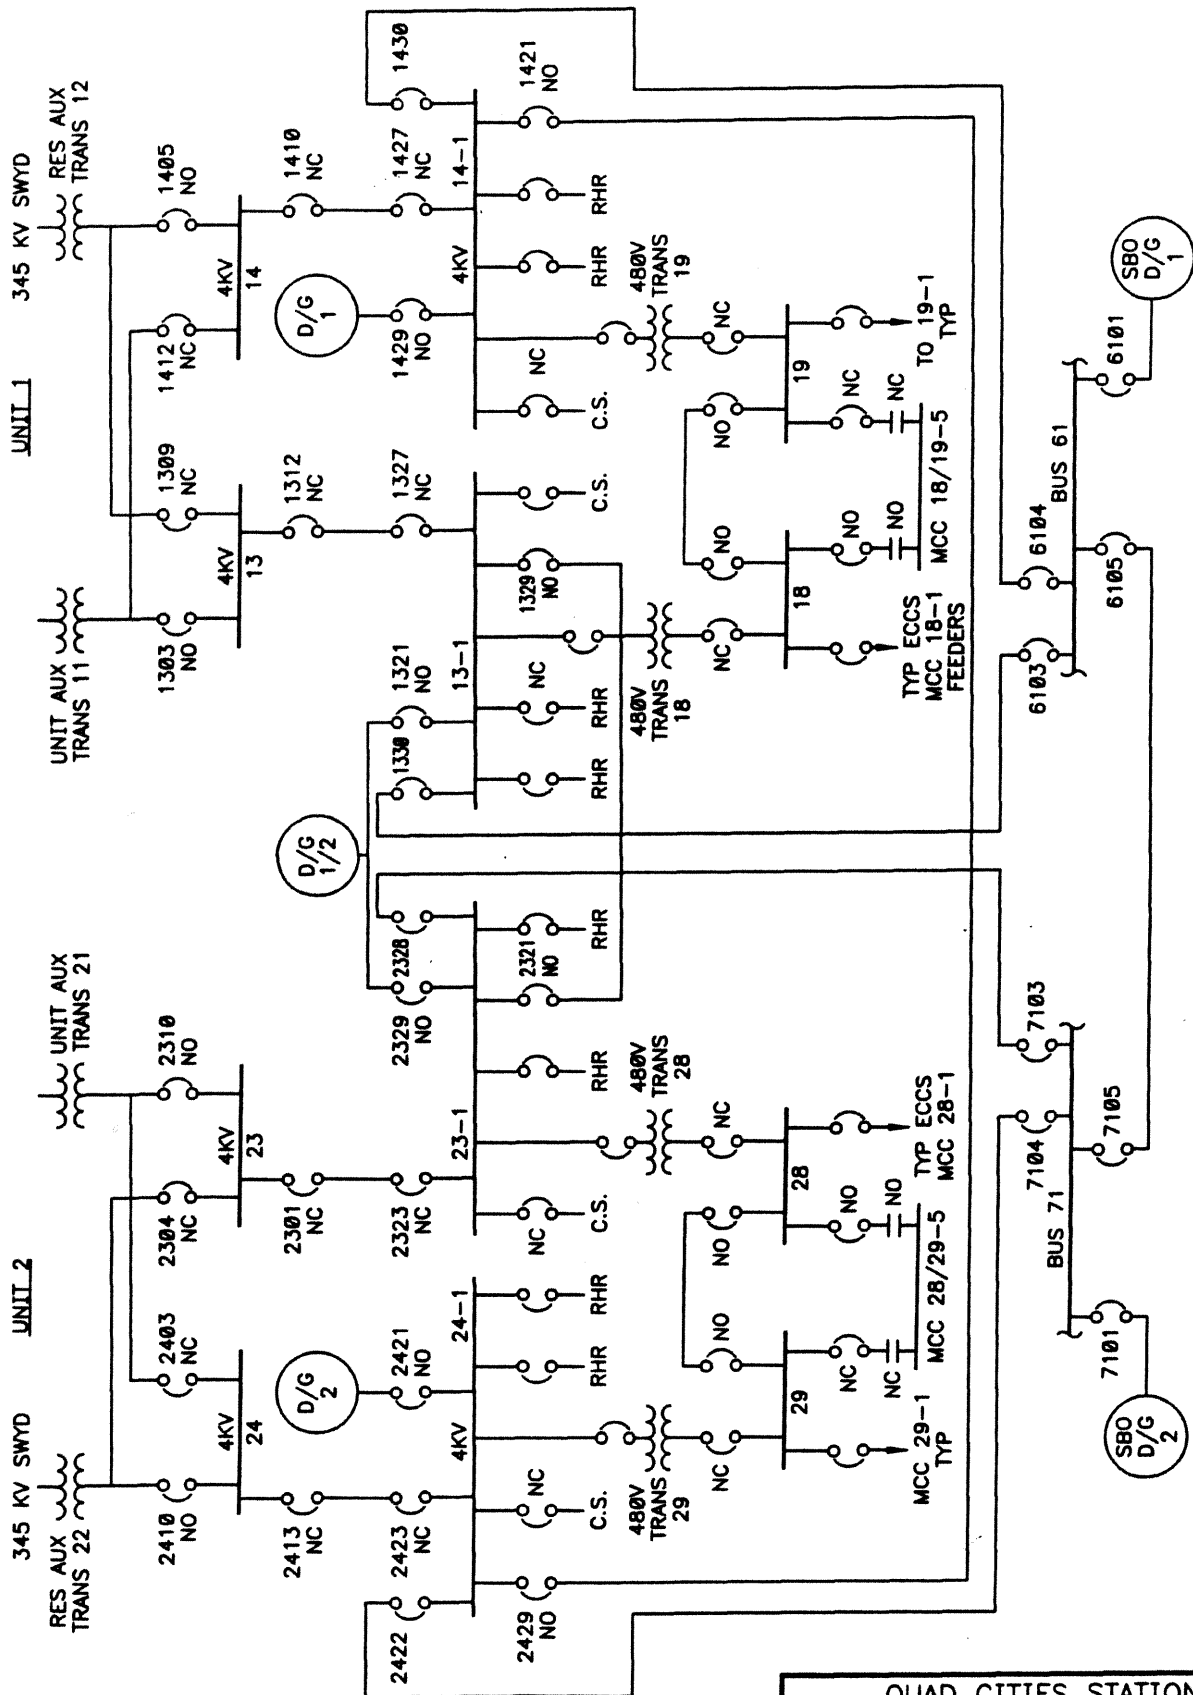 UNIT 2
UNIT 1
345 KV SWYD
RES AUX
TRANS 22
UNIT AUX
TRANS 21
UNIT AUX
TRANS 11
345 KV SWYD
RES AUX
TRANS 12
2410
NO
2403
NC
2304
NC
2310
NO
1303
NO
1309
NC
1412
NC
1405
NO
4KV
24
4KV
23
4KV
13
4KV
14
2413
NC
2301
NC
1312
NC
1410
NC
D/G
2
D/G
1/2
D/G
1
2422
2423
NC
2421
NO
2323
NC
2329
NO
2328
1330
1321
NO
1327
NC
1429
NO
1427
NC
1430
4KV
24-1
23-1
13-1
4KV
14-1
2429
NO
NC
C.S.
RHR
RHR
NC
C.S.
RHR
2321
NO
RHR
RHR
NC
RHR
1329
NO
C.S.
NC
C.S.
RHR
RHR
1421
NO
480V
TRANS
29
480V
TRANS
28
480V
TRANS
18
480V
TRANS
19
NC
NO
NO
NC
NC
NO
NO
NC
29
28
18
19
NC
NC
NO
NO
NO
NO
NC
NC
MCC 29-1
TYP
MCC 28/29-5
TYP ECCS
MCC 28-1
TYP ECCS
MCC 18-1
FEEDERS
MCC 18/19-5
TO 19-1
TYP
7104
7103
6103
6104
BUS 71
BUS 61
7101
7105
6105
6101
SBO
D/G
2
SBO
D/G
1
QUAD CITIES STATION